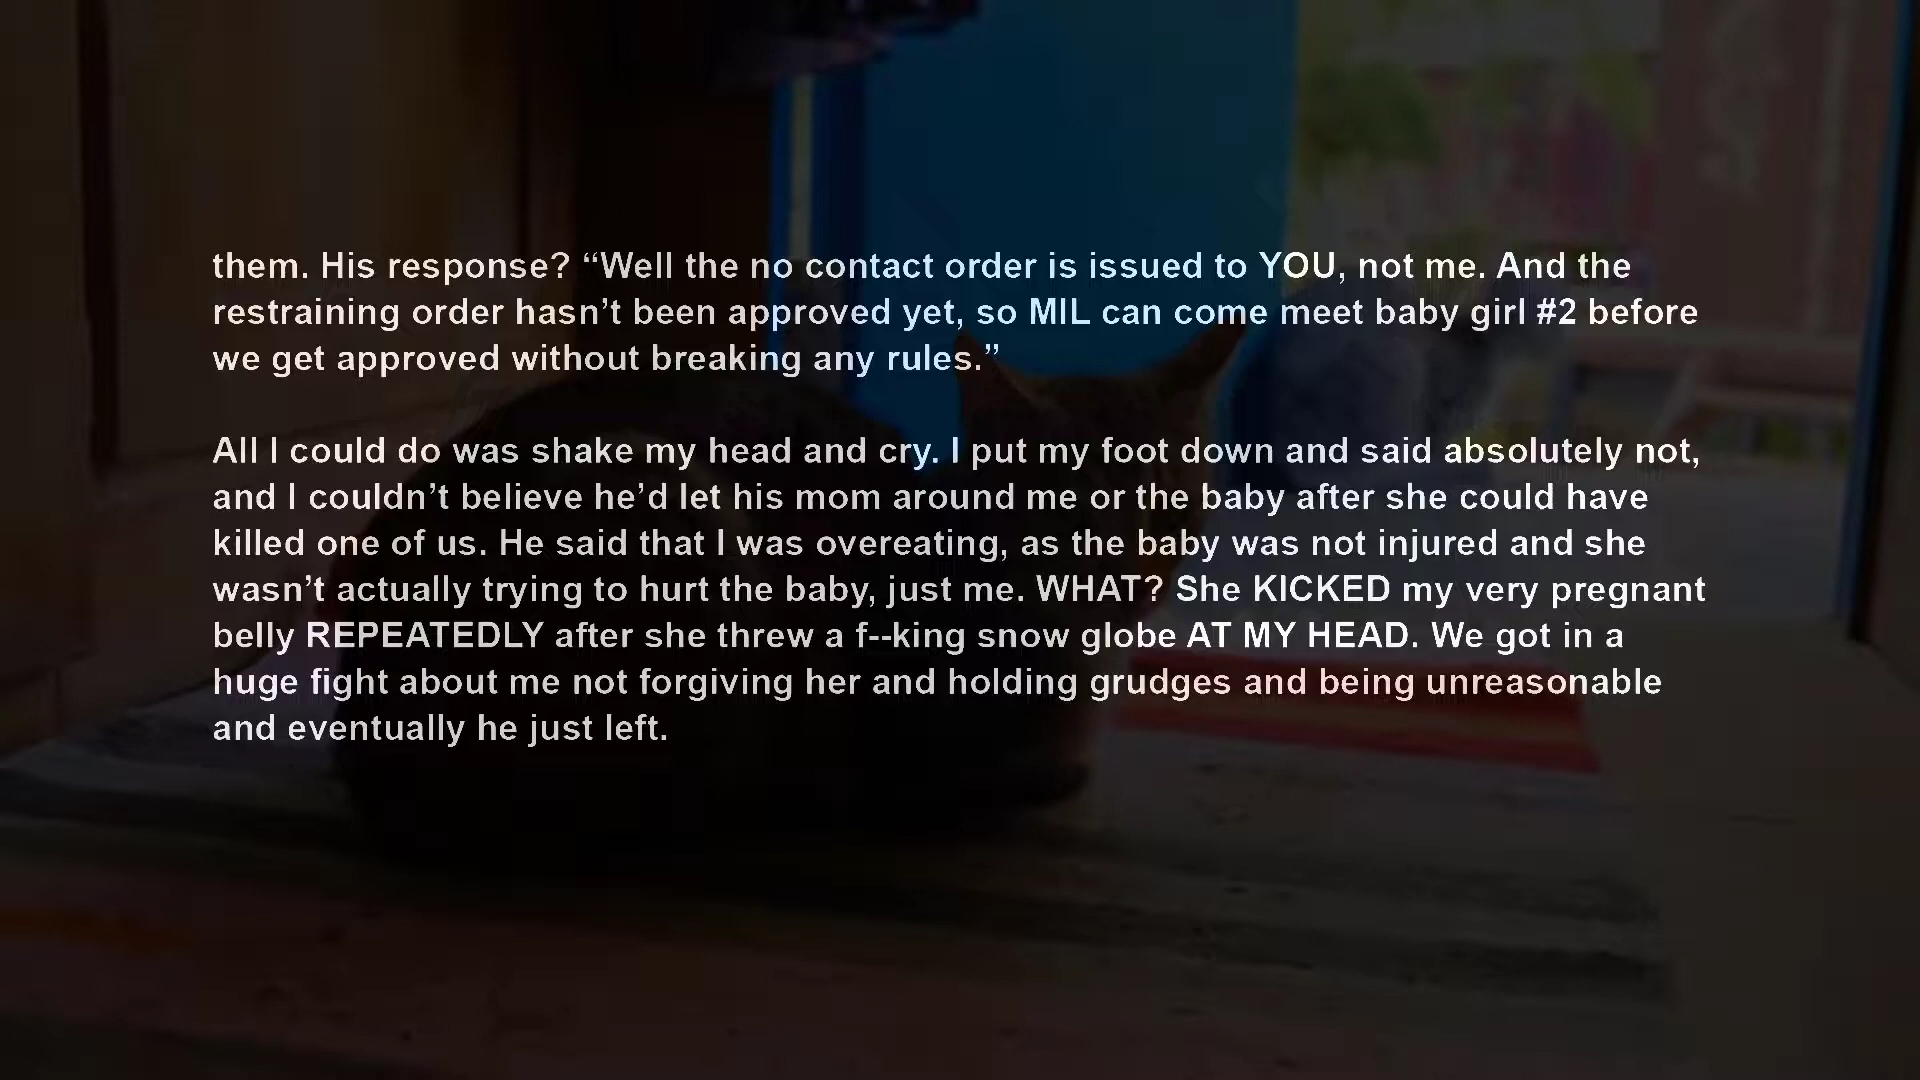 them. His response? “Well the no contact order is issued to YOU, not me. And the
restraining order hasn’t been approved yet, so MIL can come meet baby girl #2 before
we get approved without breaking any rules.”
All I could do was shake my head and cry. I put my foot down and said absolutely not,
and I couldn’t believe he’d let his mom around me or the baby after she could have
killed one of us. He said that I was overeating, as the baby was not injured and she
wasn’t actually trying to hurt the baby, just me. WHAT? She KICKED my very pregnant
belly REPEATEDLY after she threw a f--king snow globe AT MY HEAD. We got in a
huge fight about me not forgiving her and holding grudges and being unreasonable
and eventually he just left.